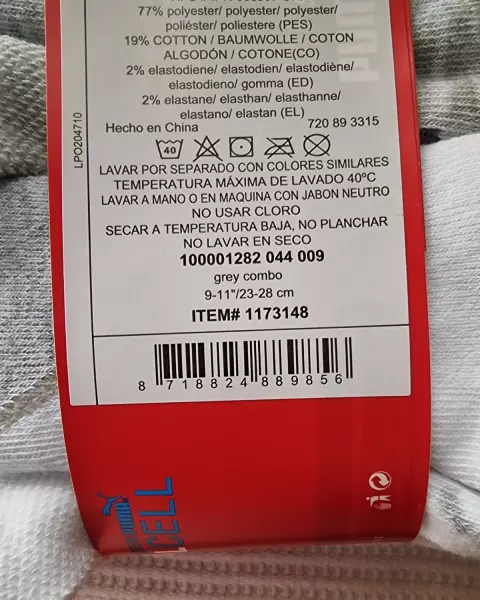 77% polyester/ polyester/ polyester/
poliéster/ poliestere (PES)
19% COTTON / BAUMWOLLE / COTON
ALGODÓN / COTONE(CO)
2% elastodiene/ elastodien/ elastodiène/
elastodieno/ gomma (ED)
2% elastane/ elasthan/ elasthanne/
elastano/ elastan (EL)
Hecho en China 720 89 3315
LPO204710
40
LAVAR POR SEPARADO CON COLORES SIMILARES
TEMPERATURA MÁXIMA DE LAVADO 40ºC
LAVAR A MANO O EN MAQUINA CON JABON NEUTRO
NO USAR CLORO
SECAR A TEMPERATURA BAJA, NO PLANCHAR
NO LAVAR EN SECO
100001282 044 009
grey combo
9-11"/23-28 cm
ITEM# 1173148
8 718824 889856
PUMA
CELL